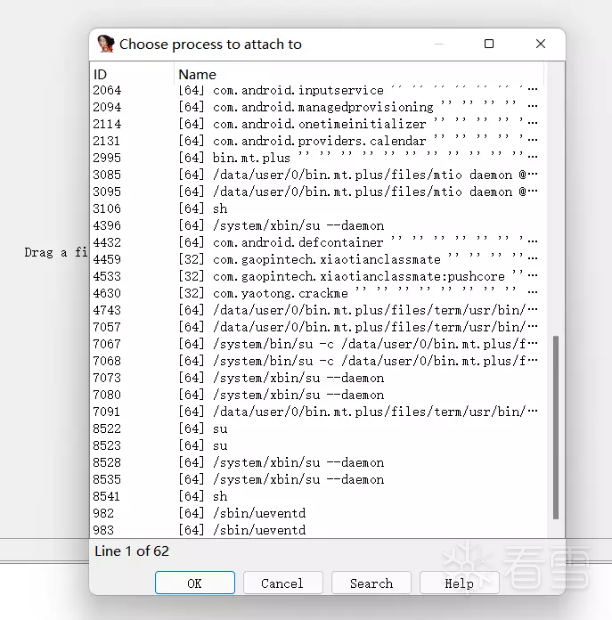 Choose process to attach to
ID Name
2064 [64] com.android.inputservice '' '' '' '' '' '' '…
2094 [64] com.android.managedprovisioning '' '' '' '' …
2114 [64] com.android.onetimeinitializer '' '' '' '' '…
2131 [64] com.android.providers.calendar '' '' '' '' '…
2995 [64] bin.mt.plus '' '' '' '' '' '' '' '' '' '' ''…
3085 [64] /data/user/0/bin.mt.plus/files/mtio daemon @…
3095 [64] /data/user/0/bin.mt.plus/files/mtio daemon @…
3106 [64] sh
4396 [64] /system/xbin/su --daemon
Drag a fi
4432 [64] com.android.defcontainer '' '' '' '' '' '' '…
4459 [32] com.gaopintech.xiaotianclassmate '' '' '' ''…
4533 [32] com.gaopintech.xiaotianclassmate:pushcore ''…
4630 [32] com.yaotong.crackme '' '' '' '' '' '' '' '' …
4743 [64] /data/user/0/bin.mt.plus/files/term/usr/bin/…
7057 [64] /data/user/0/bin.mt.plus/files/term/usr/bin/…
7067 [64] /system/bin/su -c /data/user/0/bin.mt.plus/f…
7068 [64] /system/bin/su -c /data/user/0/bin.mt.plus/f…
7073 [64] /system/xbin/su --daemon
7080 [64] /system/xbin/su --daemon
7091 [64] /data/user/0/bin.mt.plus/files/term/usr/bin/…
8522 [64] su
8523 [64] su
8528 [64] /system/xbin/su --daemon
8535 [64] /system/xbin/su --daemon
8541 [64] sh
982 [64] /sbin/ueventd
983 [64] /sbin/ueventd
Line 1 of 62
OK Cancel Search Help
看雪